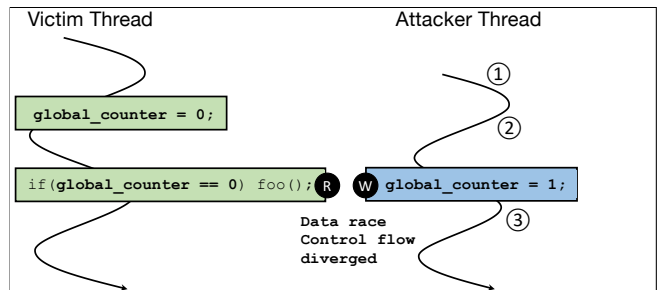 Victim Thread
Attacker Thread
①
②
global_counter = 0;
if(global_counter == 0) foo();
R
W
global_counter = 1;
③
Data race
Control flow
diverged